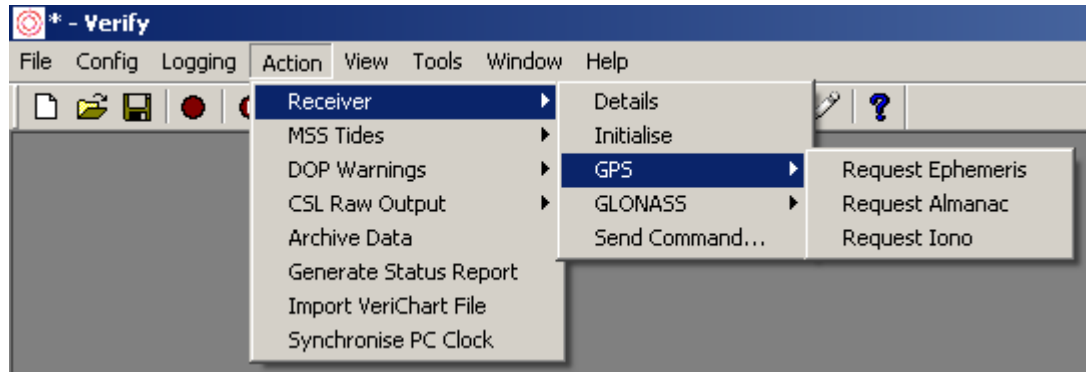 * - Verify
File Config Logging Action View Tools Window Help
Receiver
MSS Tides
DOP Warnings
CSL Raw Output
Archive Data
Generate Status Report
Import VeriChart File
Synchronise PC Clock
Details
Initialise
GPS
GLONASS
Send Command...
Request Ephemeris
Request Almanac
Request Iono